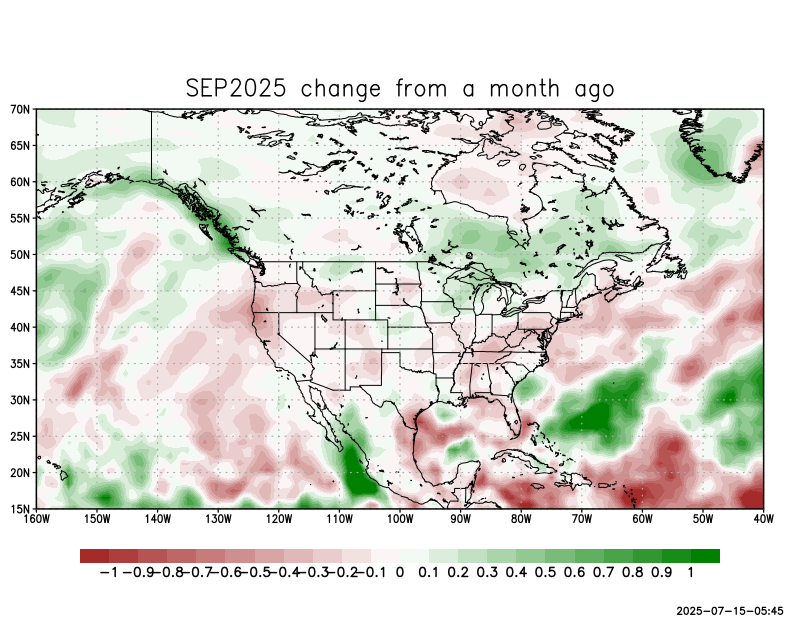 SEP2025 change from a month ago
70N
65N
60N
55N
50N
45N
40N
35N
30N
25N
20N
15N
160W 150W 140W 130W 120W 110W 100W 90W 80W 70W 60W 50W 40W
-1 -0.9 -0.8 -0.7 -0.6 -0.5 -0.4 -0.3 -0.2 -0.1 0 0.1 0.2 0.3 0.4 0.5 0.6 0.7 0.8 0.9 1
2025-07-15-05:45